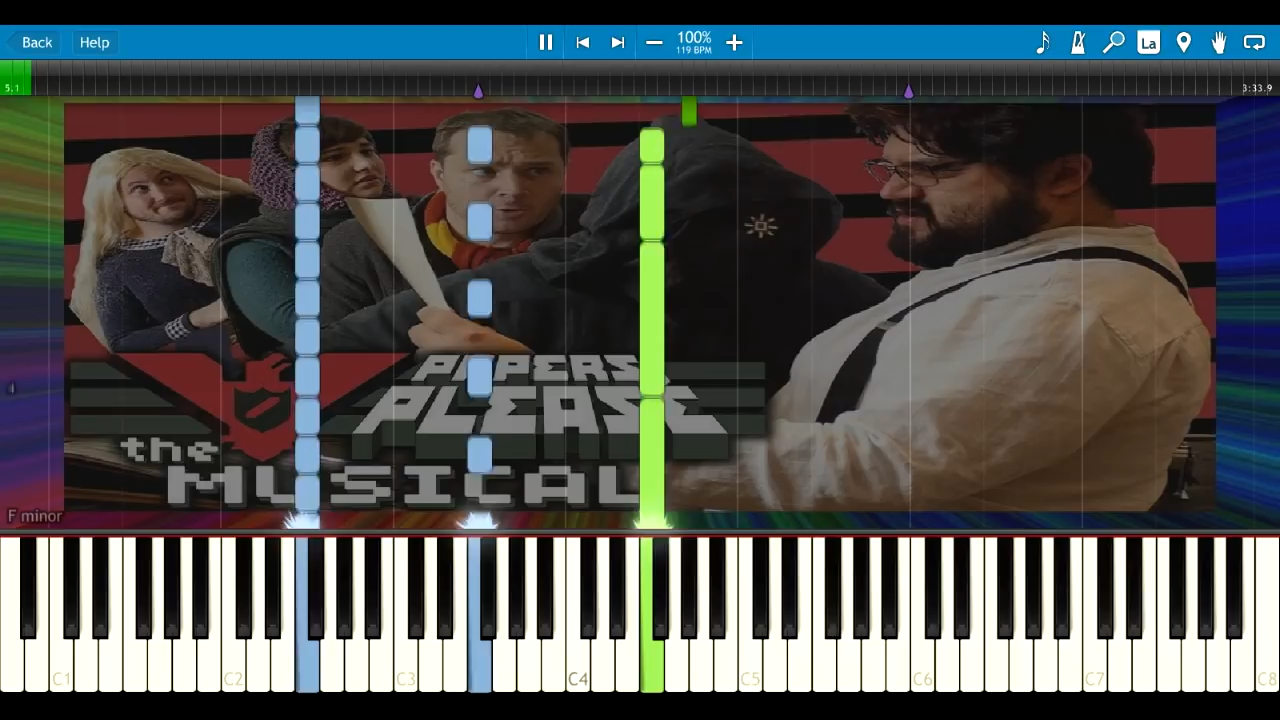 Back Help 100% La
119 BPM
5,1 3:33.9
PAPERS,
PLEASE
the
MUSICAL
4
F minor
C1 C2 C3 C4 C5 C6 C7 C8